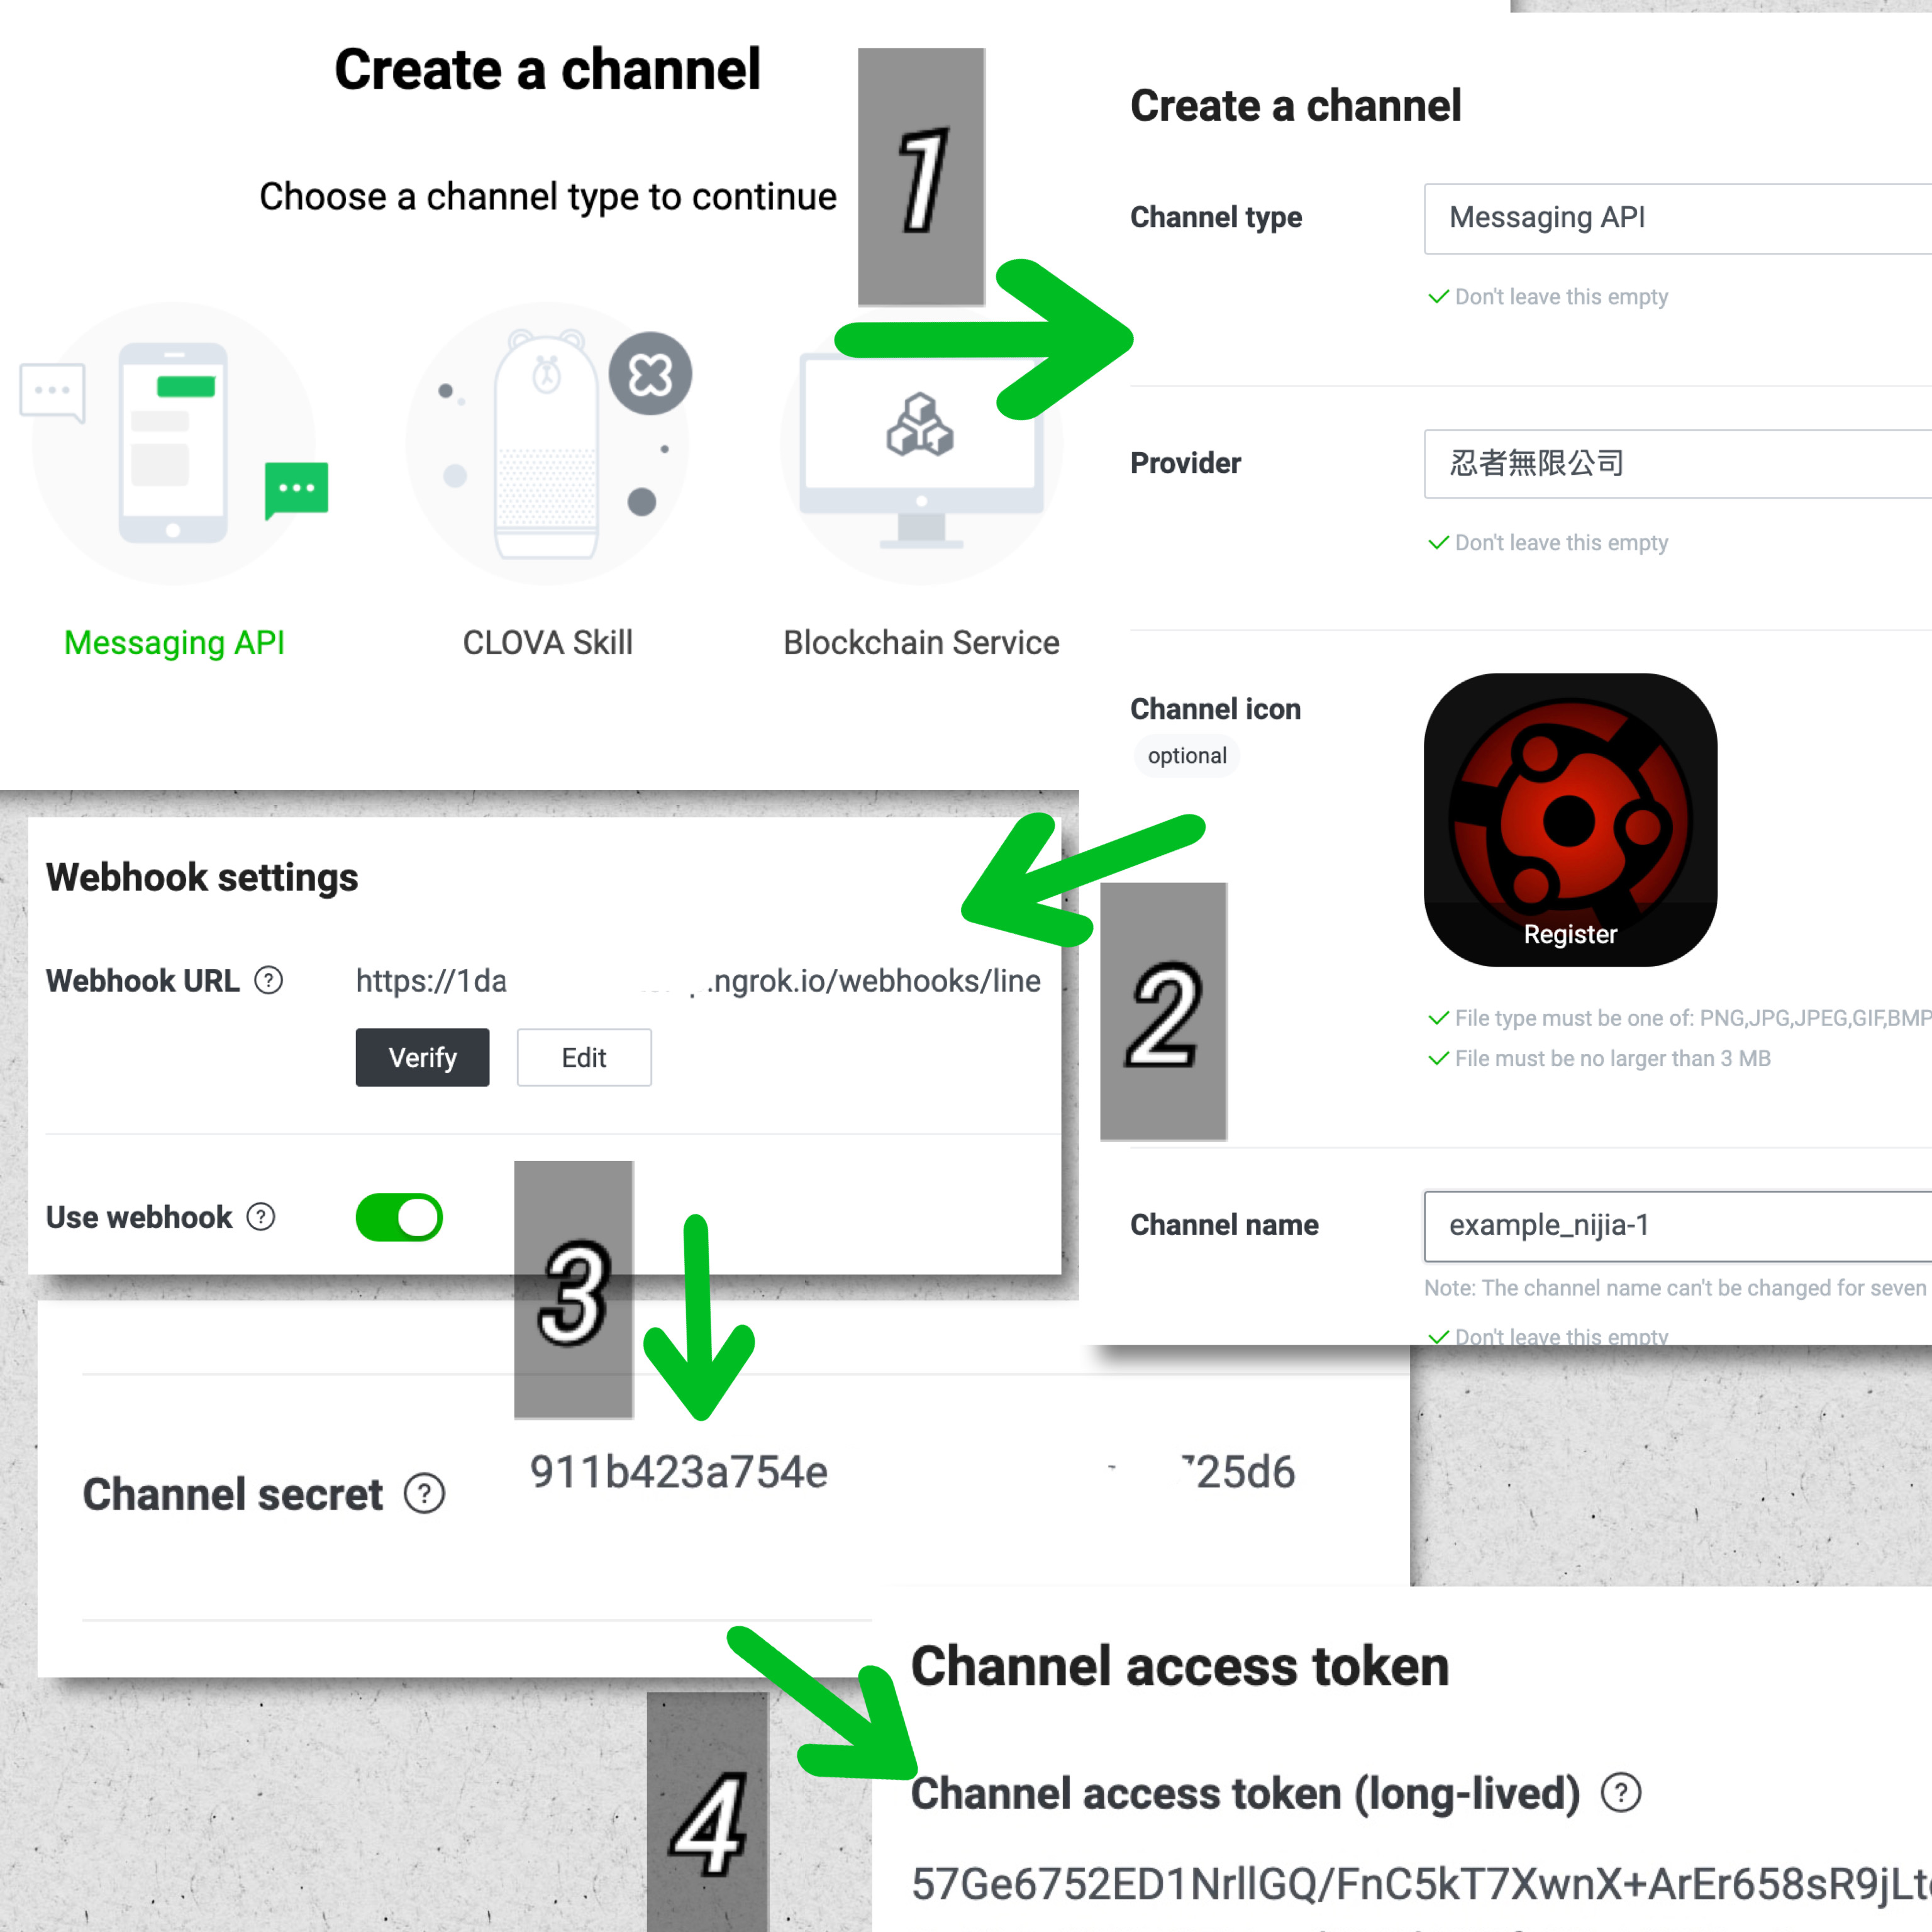 Create a channel
Choose a channel type to continue
Messaging API
CLOVA Skill
Blockchain Service
1
Create a channel
Channel type
Messaging API
Don't leave this empty
Provider
忍者無限公司
Don't leave this empty
Channel icon
optional
Register
File type must be one of: PNG,JPG,JPEG,GIF,BMP
File must be no larger than 3 MB
Channel name
example_nijia-1
Note: The channel name can't be changed for seven
Don't leave this empty
2
Webhook settings
Webhook URL ?
https://1da
.ngrok.io/webhooks/line
Verify
Edit
Use webhook ?
3
Channel secret ?
911b423a754e
25d6
4
Channel access token
Channel access token (long-lived) ?
57Ge6752ED1NrllGQ/FnC5kT7XwnX+ArEr658sR9jLt